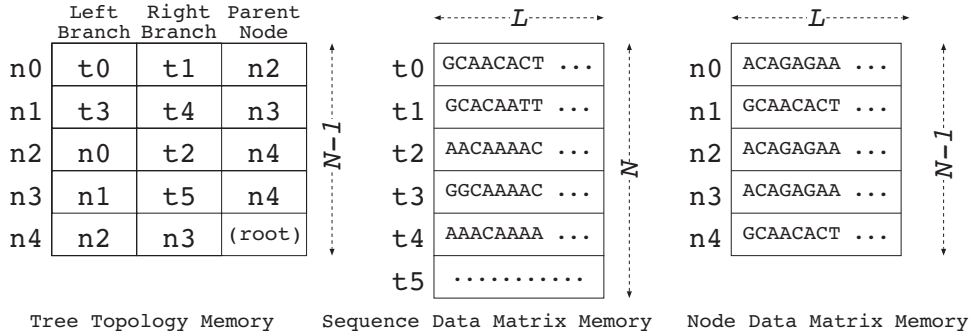 Left Right Parent
Branch Branch Node
n0 t0 t1 n2
n1 t3 t4 n3
n2 n0 t2 n4
n3 n1 t5 n4
n4 n2 n3 (root)
N-1
Tree Topology Memory
L
t0 GCAACACT ...
t1 GCACAATT ...
t2 AACAAAAC ...
t3 GGCAAAAC ...
t4 AAACAAAA ...
t5 ...........
N
Sequence Data Matrix Memory
L
n0 ACAGAGAA ...
n1 GCAACACT ...
n2 ACAGAGAA ...
n3 ACAGAGAA ...
n4 GCAACACT ...
N-1
Node Data Matrix Memory